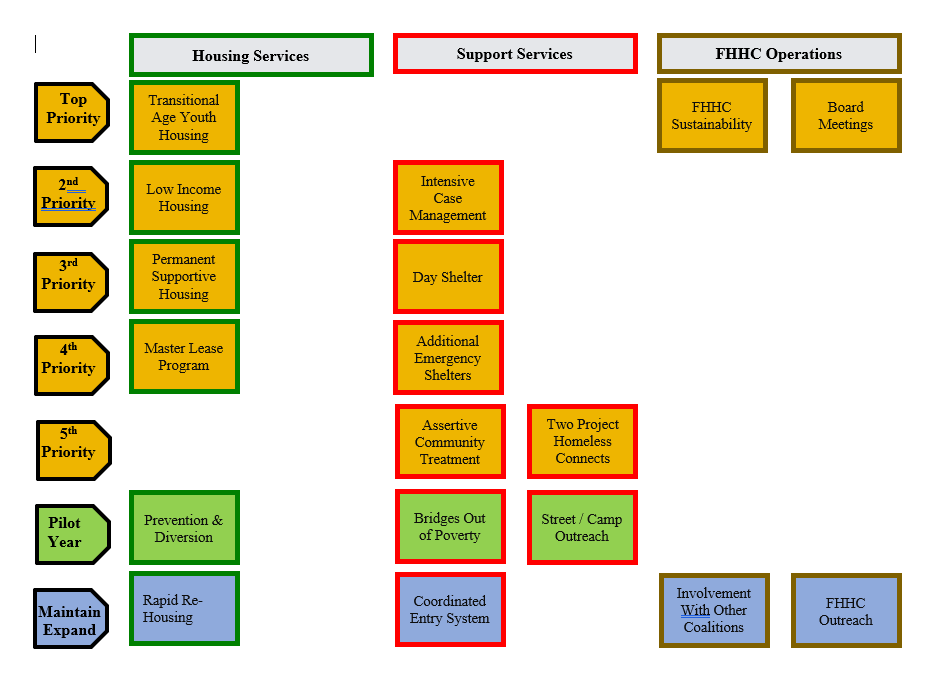 Housing Services
Support Services
FHHC Operations
Top
Priority
Transitional
Age Youth
Housing
FHHC
Sustainability
Board
Meetings
2nd
Priority
Low Income
Housing
Intensive
Case
Management
3rd
Priority
Permanent
Supportive
Housing
Day Shelter
4th
Priority
Master Lease
Program
Additional
Emergency
Shelters
5th
Priority
Assertive
Community
Treatment
Two Project
Homeless
Connects
Pilot
Year
Prevention &
Diversion
Bridges Out
of Poverty
Street / Camp
Outreach
Maintain
Expand
Rapid Re-
Housing
Coordinated
Entry System
Involvement
With Other
Coalitions
FHHC
Outreach